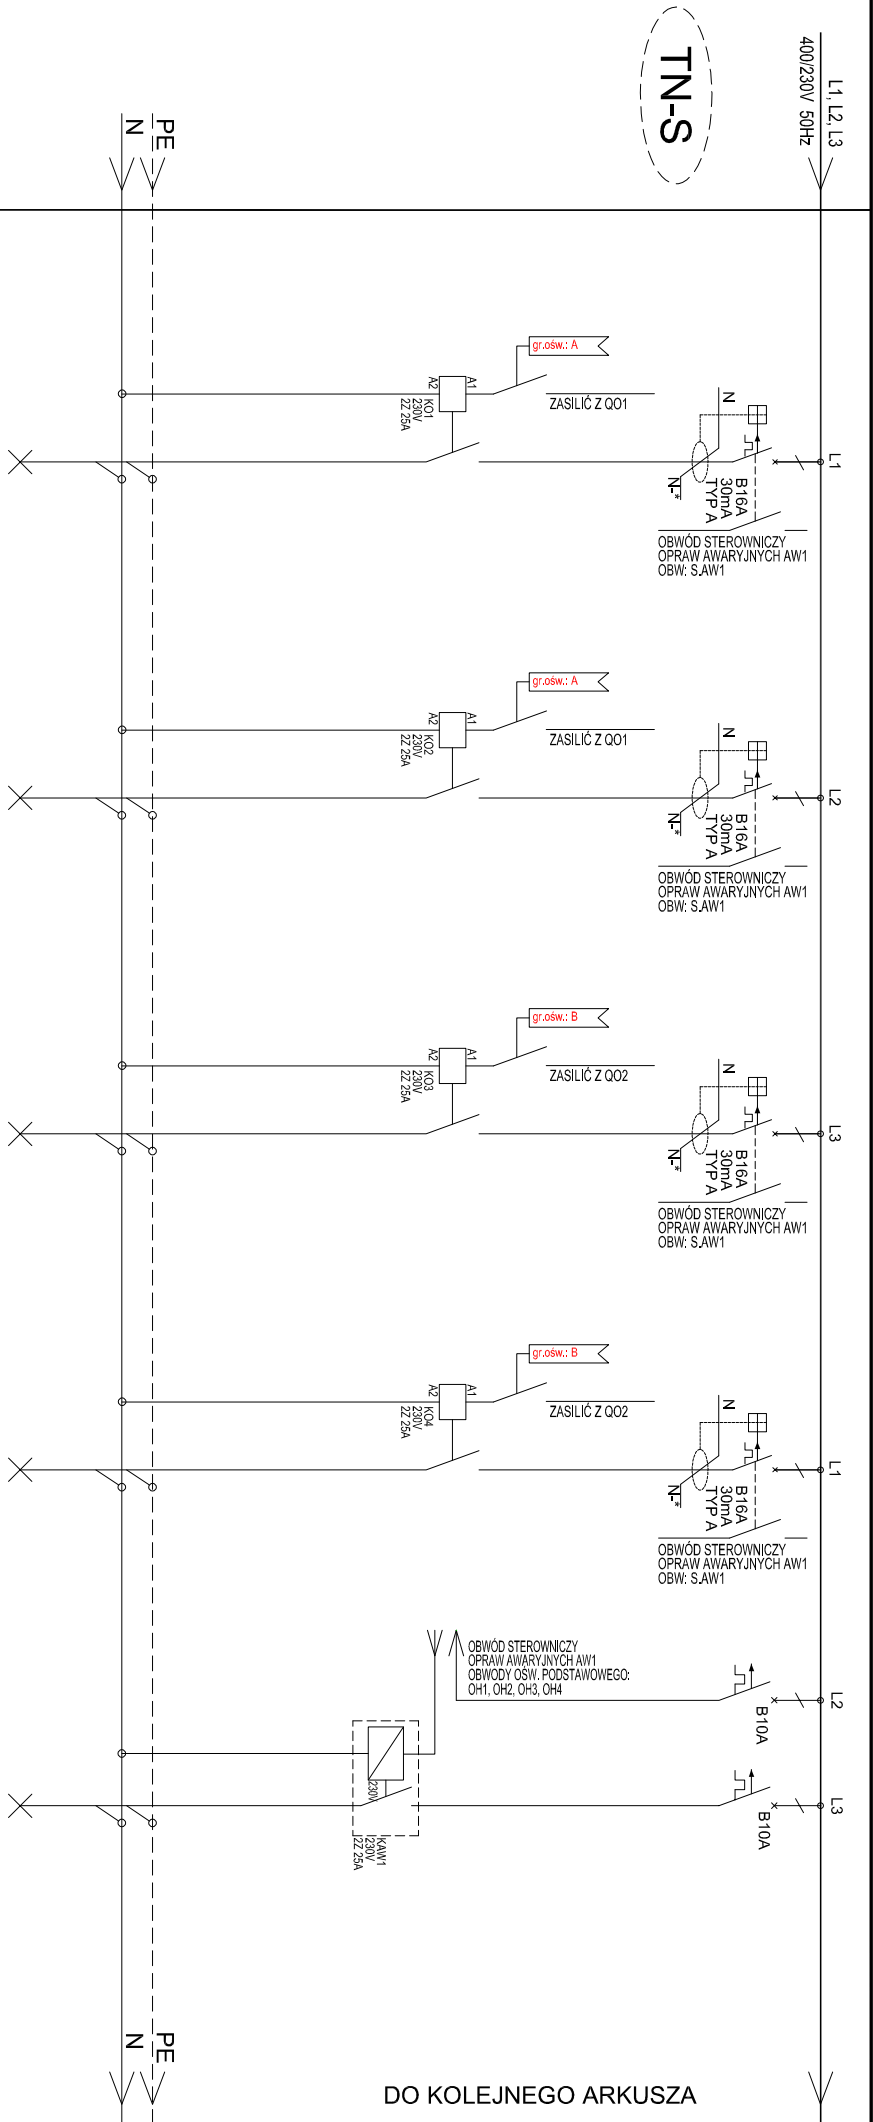 L1, L2, L3
400/230V 50Hz
TN-S
PE
N
gr.ośw.: A
ZASILIĆ Z QO1
A1
A2
KO1
230V
2Z 25A
N
N-*
L1
B16A
30mA
TYP A
OBWÓD STEROWNICZY
OPRAW AWARYJNYCH AW1
OBW: S.AW1
gr.ośw.: A
ZASILIĆ Z QO1
A1
A2
KO2
230V
2Z 25A
N
N-*
L2
B16A
30mA
TYP A
OBWÓD STEROWNICZY
OPRAW AWARYJNYCH AW1
OBW: S.AW1
gr.ośw.: B
ZASILIĆ Z QO2
A1
A2
KO3
230V
2Z 25A
N
N-*
L3
B16A
30mA
TYP A
OBWÓD STEROWNICZY
OPRAW AWARYJNYCH AW1
OBW: S.AW1
gr.ośw.: B
ZASILIĆ Z QO2
A1
A2
KO4
230V
2Z 25A
N
N-*
L1
B16A
30mA
TYP A
OBWÓD STEROWNICZY
OPRAW AWARYJNYCH AW1
OBW: S.AW1
OBWÓD STEROWNICZY
OPRAW AWARYJNYCH AW1
OBWODY OŚW. PODSTAWOWEGO:
OH1, OH2, OH3, OH4
L2
B10A
L3
B10A
230V
KAW1
230V
2Z 25A
PE
N
DO KOLEJNEGO ARKUSZA